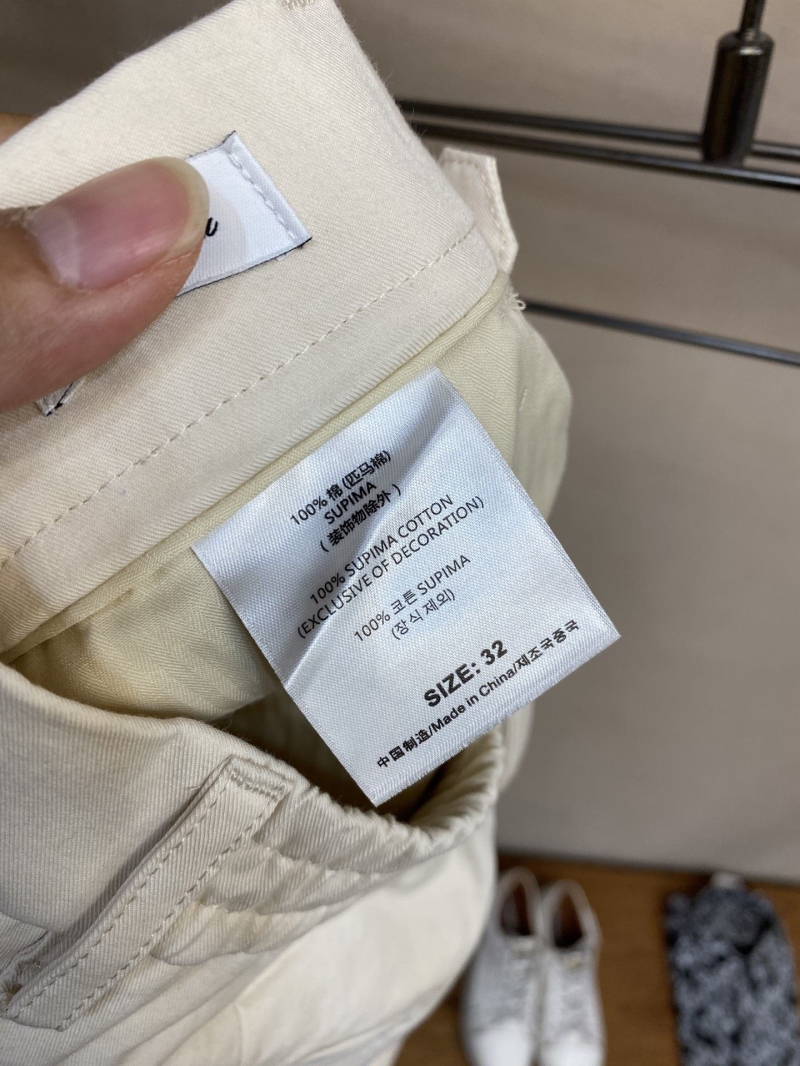 100% 棉 (匹马棉)
SUPIMA
( 装饰物除外 )
100% SUPIMA COTTON
(EXCLUSIVE OF DECORATION)
100% 코튼 SUPIMA
(장식 제외)
SIZE: 32
中国制造/Made in China/제조국중국